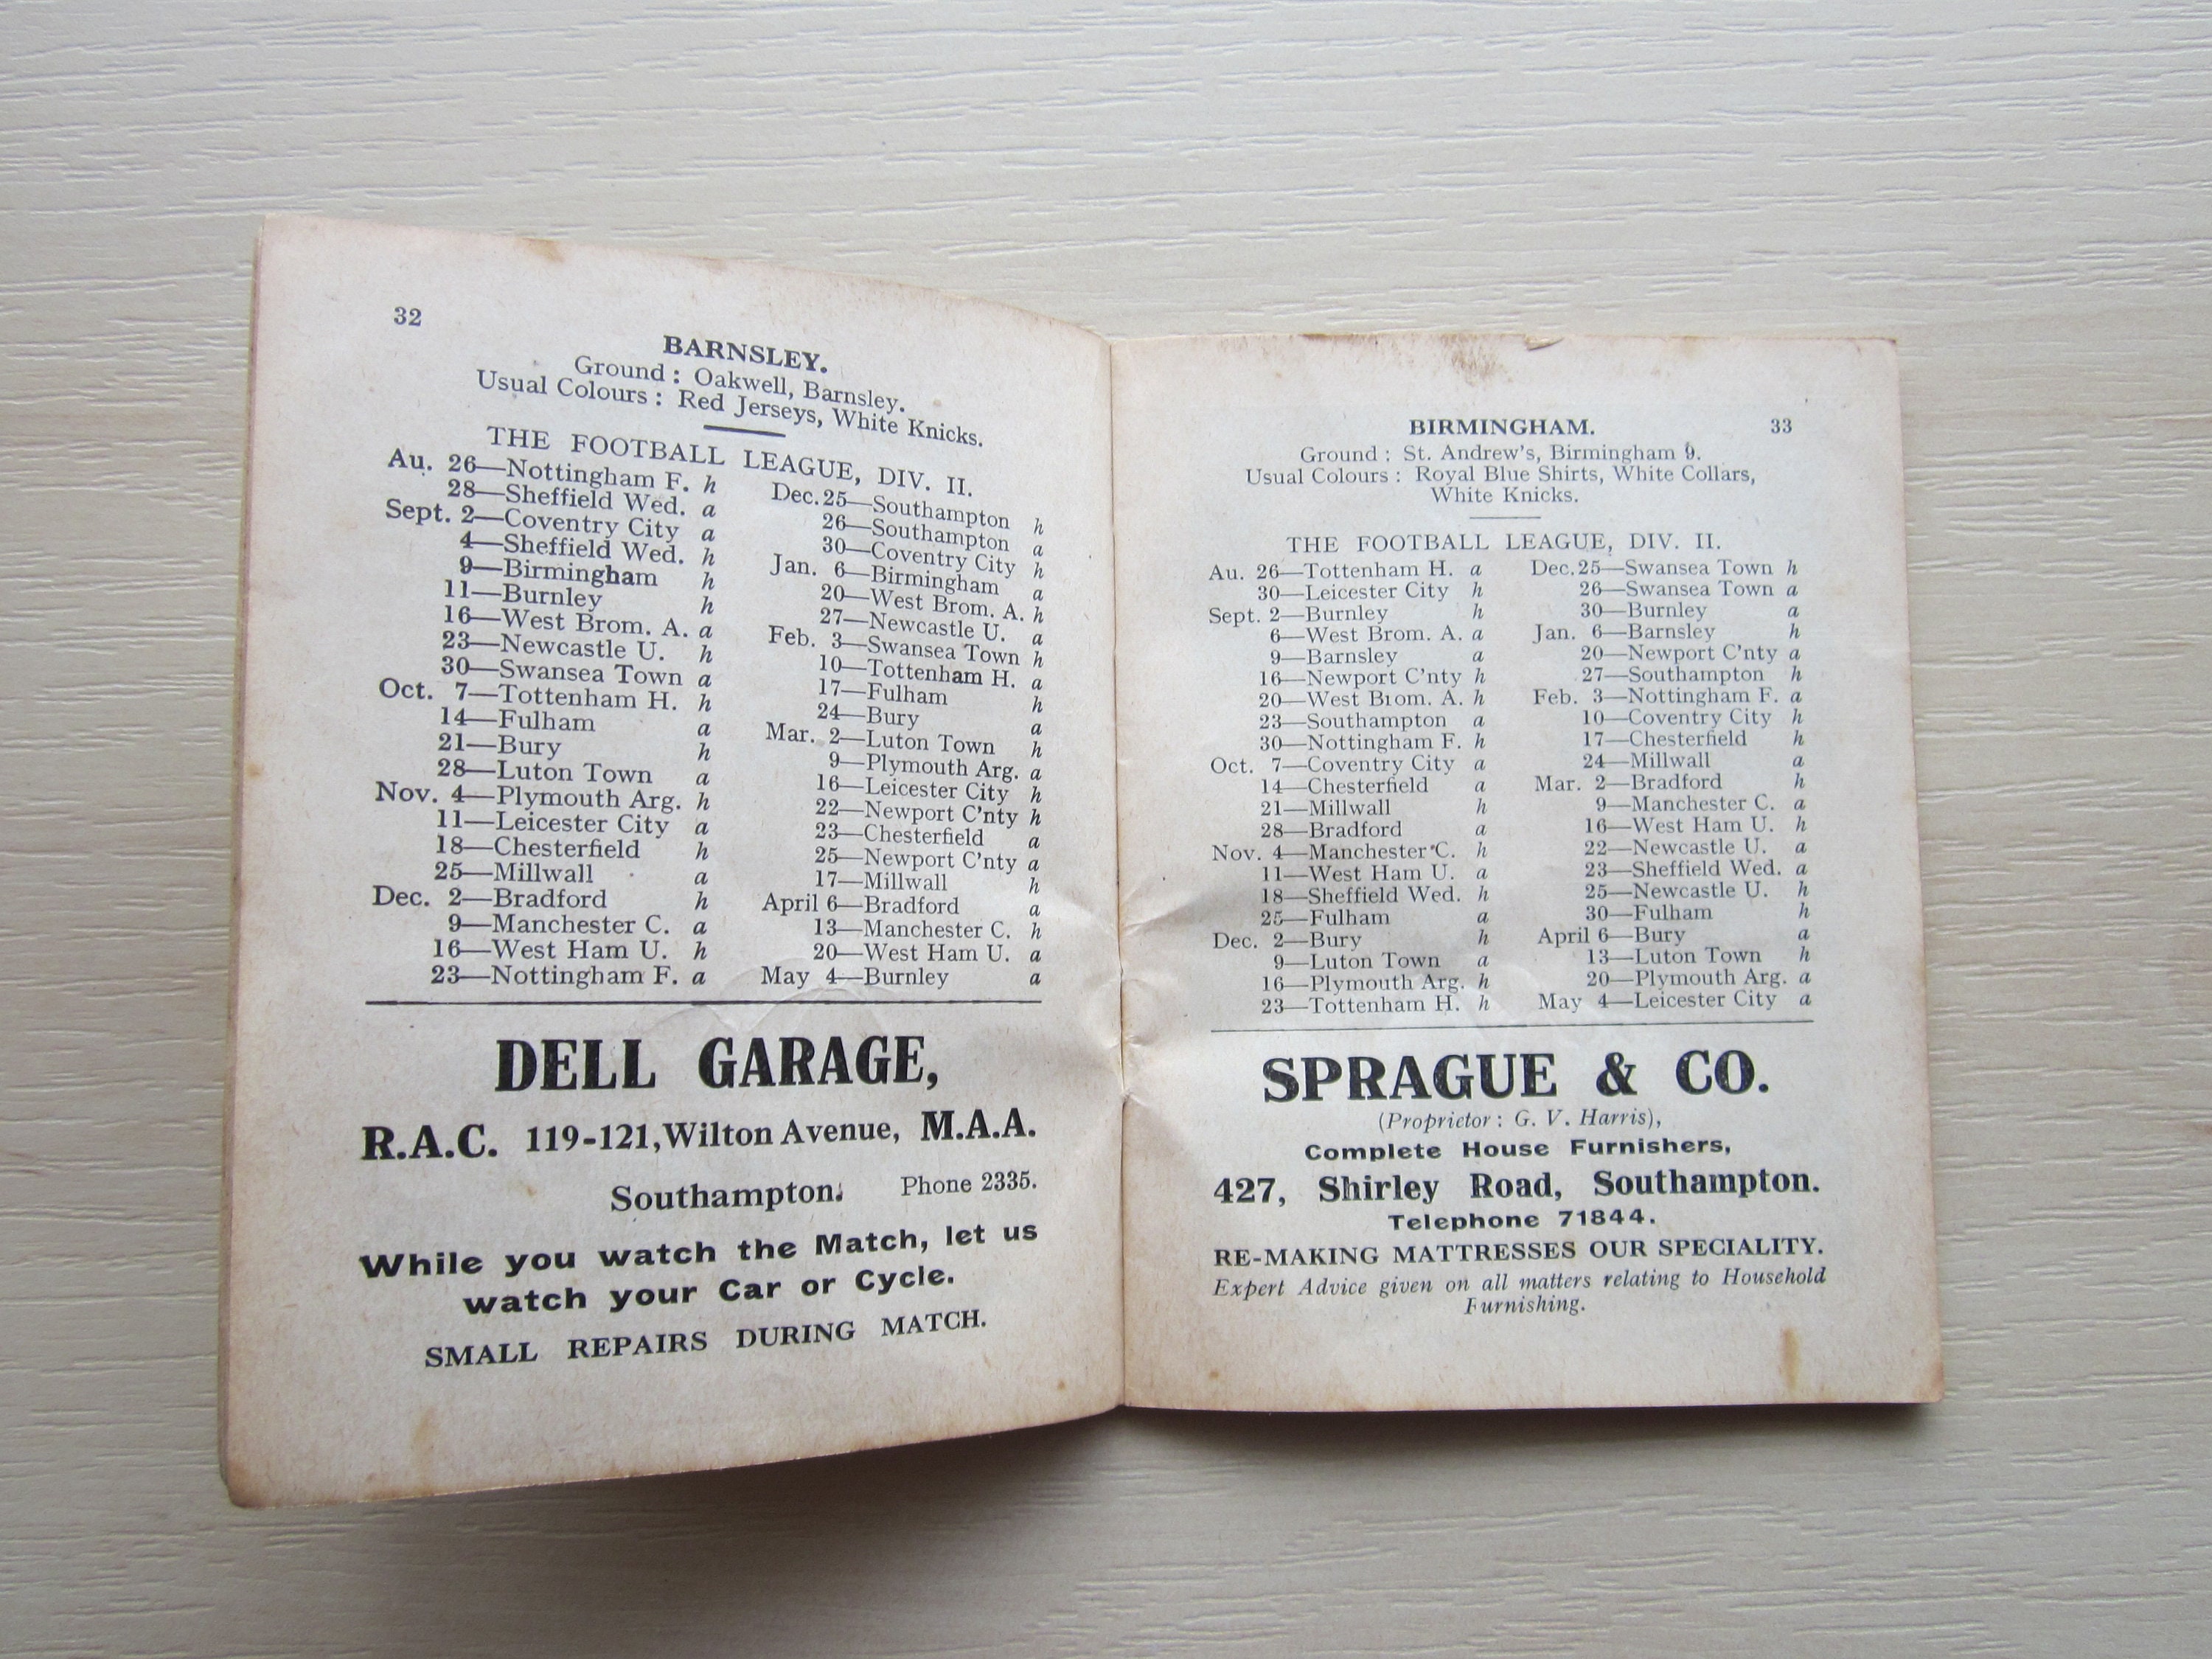 32
BARNSLEY.
Ground : Oakwell, Barnsley.
Usual Colours : Red Jerseys, White Knicks.
THE FOOTBALL LEAGUE, DIV. II.
Au. 26—Nottingham F. h
28—Sheffield Wed. a
Sept. 2—Coventry City a
4—Sheffield Wed. h
9—Birmingham h
11—Burnley h
16—West Brom. A. a
23—Newcastle U. h
30—Swansea Town a
Oct. 7—Tottenham H. h
14—Fulham a
21—Bury h
28—Luton Town a
Nov. 4—Plymouth Arg. h
11—Leicester City a
18—Chesterfield h
25—Millwall a
Dec. 2—Bradford h
9—Manchester C. a
16—West Ham U. h
23—Nottingham F. a
Dec. 25—Southampton h
26—Southampton a
30—Coventry City h
Jan. 6—Birmingham a
20—West Brom. A. h
27—Newcastle U. a
Feb. 3—Swansea Town h
10—Tottenham H. a
17—Fulham h
24—Bury a
Mar. 2—Luton Town h
9—Plymouth Arg. a
16—Leicester City h
22—Newport C'nty h
23—Chesterfield a
25—Newport C'nty a
17—Millwall h
April 6—Bradford a
13—Manchester C. h
20—West Ham U. a
May 4—Burnley a
DELL GARAGE,
R.A.C. 119-121, Wilton Avenue, M.A.A.
Southampton. Phone 2335.
While you watch the Match, let us
watch your Car or Cycle.
SMALL REPAIRS DURING MATCH.
BIRMINGHAM. 33
Ground : St. Andrew's, Birmingham 9.
Usual Colours : Royal Blue Shirts, White Collars,
White Knicks.
THE FOOTBALL LEAGUE, DIV. II.
Au. 26—Tottenham H. a
30—Leicester City h
Sept. 2—Burnley h
6—West Brom. A. a
9—Barnsley a
16—Newport C'nty h
20—West Brom. A. h
23—Southampton a
30—Nottingham F. h
Oct. 7—Coventry City a
14—Chesterfield a
21—Millwall h
28—Bradford a
Nov. 4—Manchester C. h
11—West Ham U. a
18—Sheffield Wed. h
25—Fulham a
Dec. 2—Bury h
9—Luton Town a
16—Plymouth Arg. h
23—Tottenham H. h
Dec. 25—Swansea Town h
26—Swansea Town a
30—Burnley a
Jan. 6—Barnsley h
20—Newport C'nty a
27—Southampton h
Feb. 3—Nottingham F. a
10—Coventry City h
17—Chesterfield h
24—Millwall a
Mar. 2—Bradford h
9—Manchester C. a
16—West Ham U. h
22—Newcastle U. a
23—Sheffield Wed. a
25—Newcastle U. h
30—Fulham h
April 6—Bury a
13—Luton Town h
20—Plymouth Arg. a
May 4—Leicester City a
SPRAGUE & CO.
(Proprietor : G. V. Harris),
Complete House Furnishers,
427, Shirley Road, Southampton.
Telephone 71844.
RE-MAKING MATTRESSES OUR SPECIALITY.
Expert Advice given on all matters relating to Household
Furnishing.